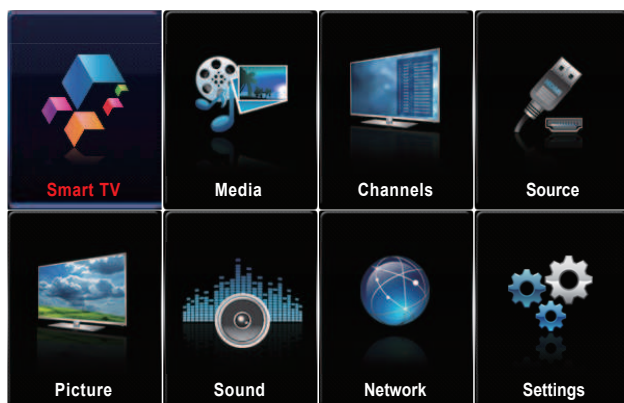 Smart TV
Media
Channels
Source
Picture
Sound
Network
Settings